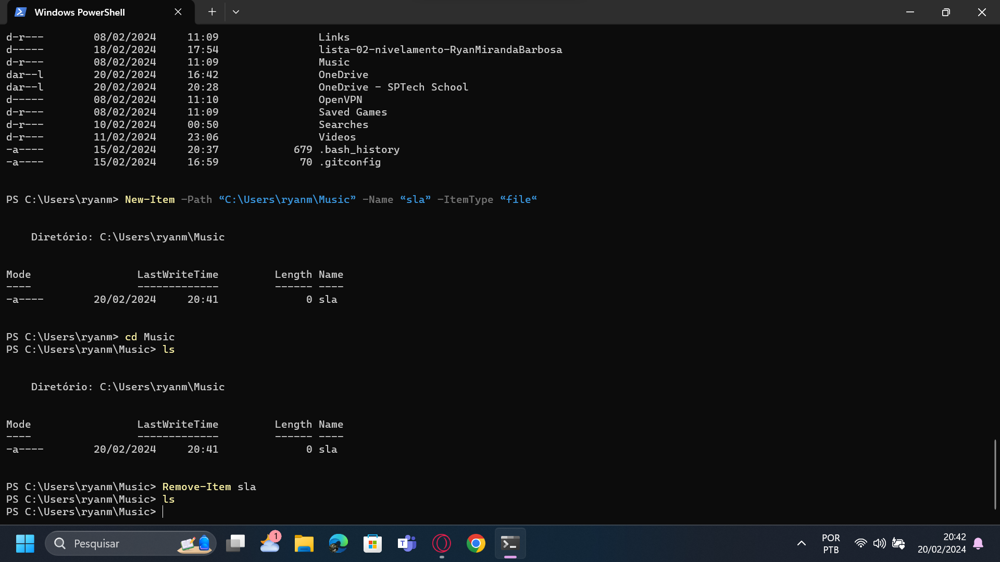 Windows PowerShell
d-r---        08/02/2024     11:09                Links
d-----        18/02/2024     17:54                lista-02-nivelamento-RyanMirandaBarbosa
d-r---        08/02/2024     11:09                Music
dar--l        20/02/2024     16:42                OneDrive
dar--l        20/02/2024     20:28                OneDrive - SPTech School
d-----        08/02/2024     11:10                OpenVPN
d-r---        08/02/2024     11:09                Saved Games
d-r---        10/02/2024     00:50                Searches
d-r---        11/02/2024     23:06                Videos
-a----        15/02/2024     20:37            679 .bash_history
-a----        15/02/2024     16:59             70 .gitconfig
PS C:\Users\ryanm> New-Item -Path “C:\Users\ryanm\Music” -Name “sla” -ItemType “file“
    Diretório: C:\Users\ryanm\Music
Mode                 LastWriteTime         Length Name
----                 -------------         ------ ----
-a----        20/02/2024     20:41              0 sla
PS C:\Users\ryanm> cd Music
PS C:\Users\ryanm\Music> ls
    Diretório: C:\Users\ryanm\Music
Mode                 LastWriteTime         Length Name
----                 -------------         ------ ----
-a----        20/02/2024     20:41              0 sla
PS C:\Users\ryanm\Music> Remove-Item sla
PS C:\Users\ryanm\Music> ls
PS C:\Users\ryanm\Music>
Pesquisar
1
T
POR
PTB
20:42
20/02/2024